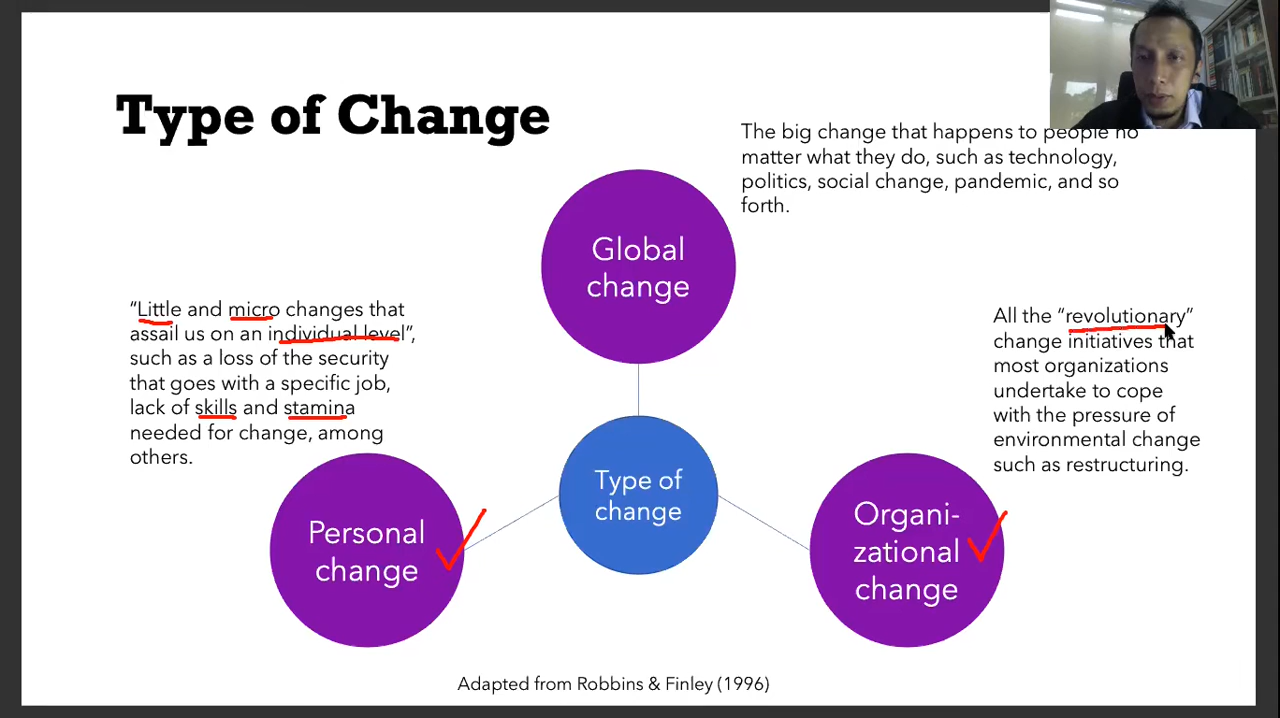 Type of Change
The big change that happens to people no
matter what they do, such as technology,
politics, social change, pandemic, and so
forth.
Global
change
“Little and micro changes that
assail us on an individual level”,
such as a loss of the security
that goes with a specific job,
lack of skills and stamina
needed for change, among
others.
All the “revolutionary”
change initiatives that
most organizations
undertake to cope
with the pressure of
environmental change
such as restructuring.
Type of
change
Personal
change
Organi-
zational
change
Adapted from Robbins & Finley (1996)